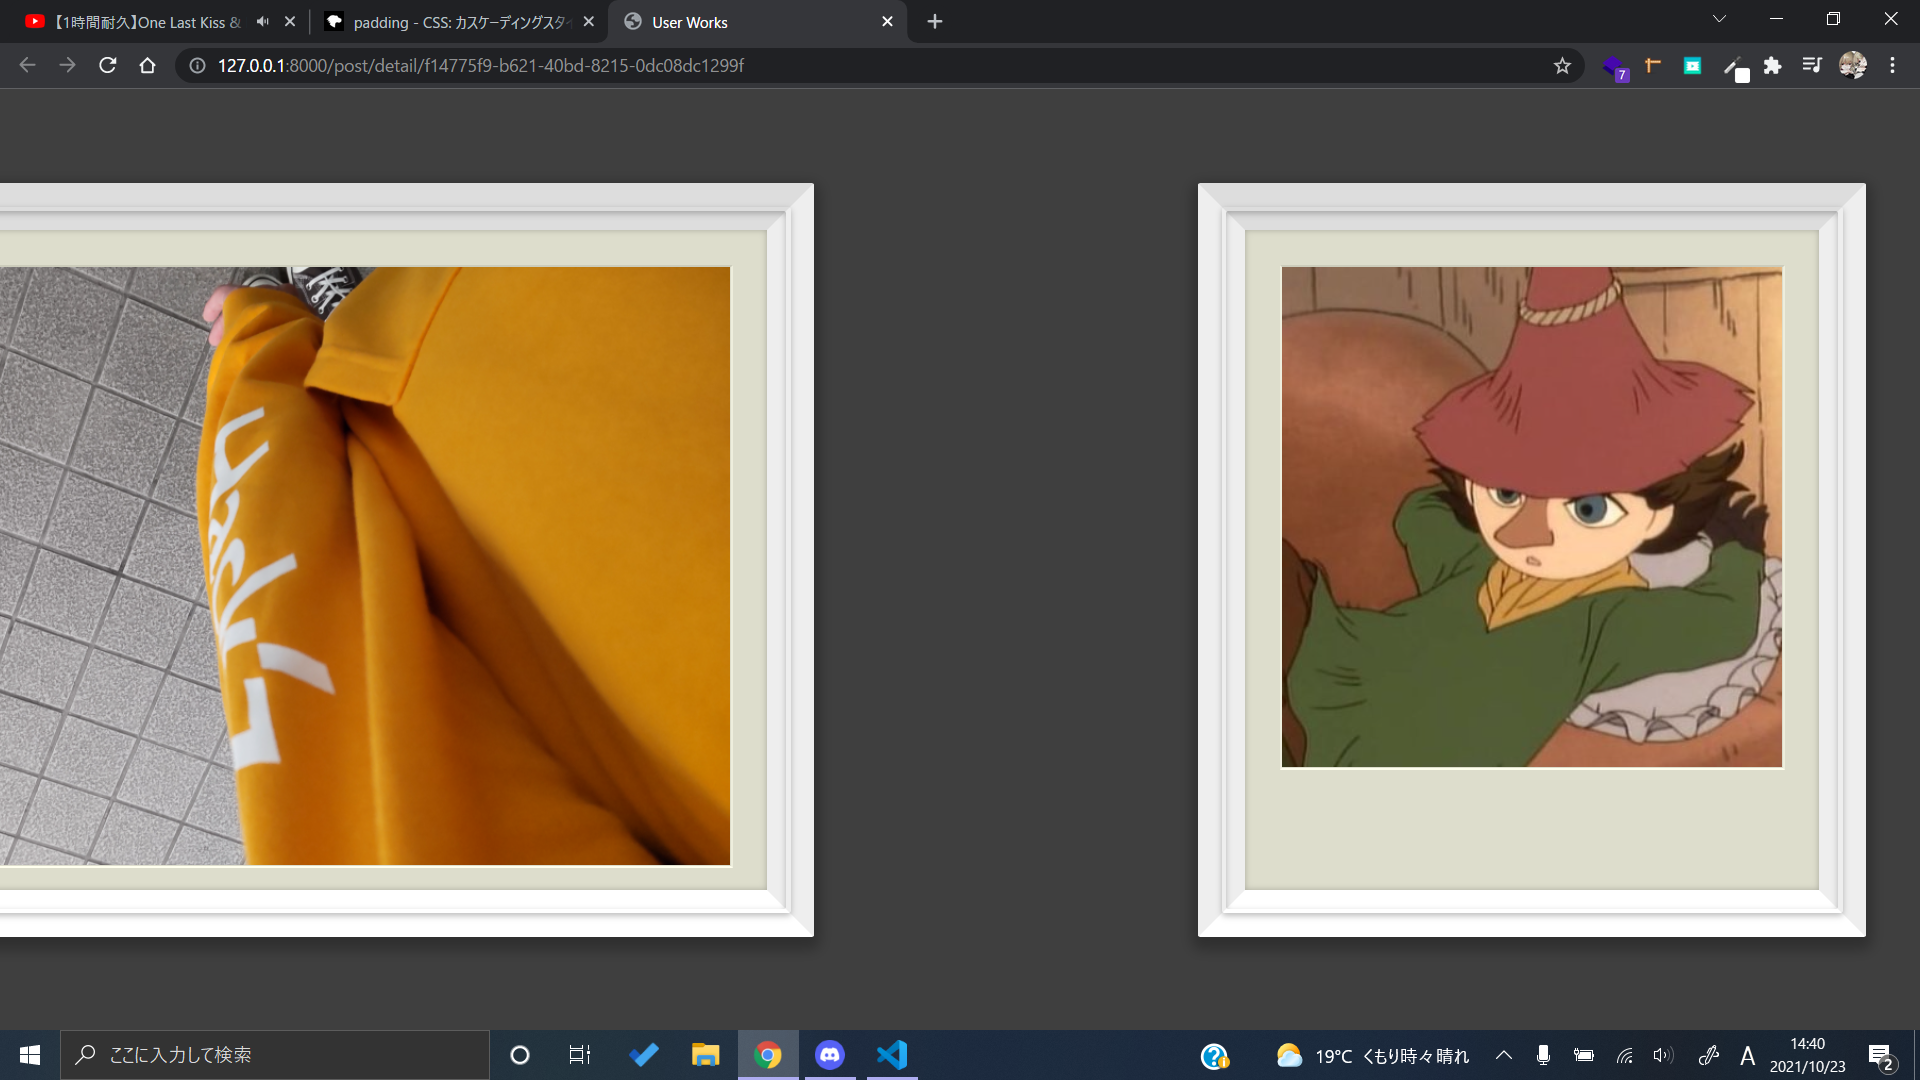 【1時間耐久】One Last Kiss &
padding - CSS: カスケーディングスタイ
User Works
127.0.0.1:8000/post/detail/f14775f9-b621-40bd-8215-0dc08dc1299f
7
ここに入力して検索
19°C くもり時々晴れ
A
14:40
2021/10/23
2